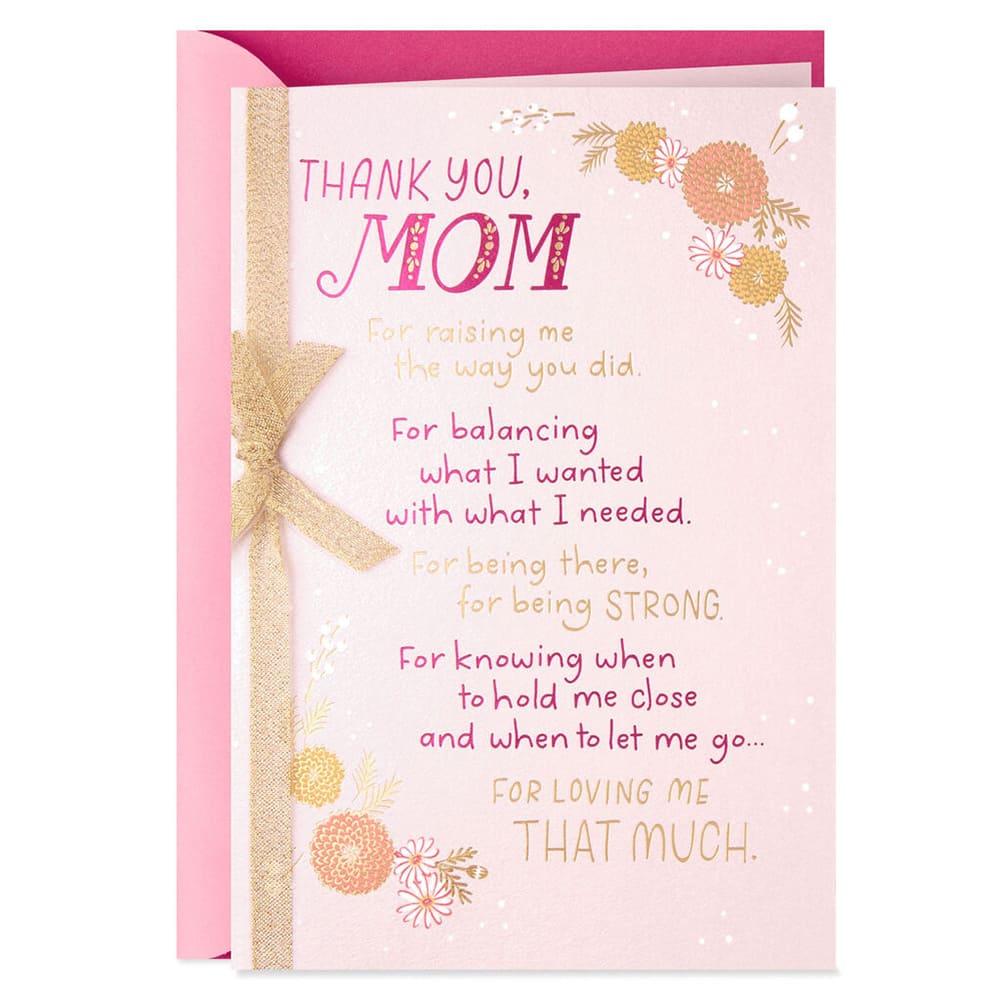 THANK YOU,
MOM
For raising me
the way you did.
For balancing
what I wanted
with what I needed.
For being there,
for being STRONG.
For knowing when
to hold me close
and when to let me go...
FOR LOVING ME
THAT MUCH.